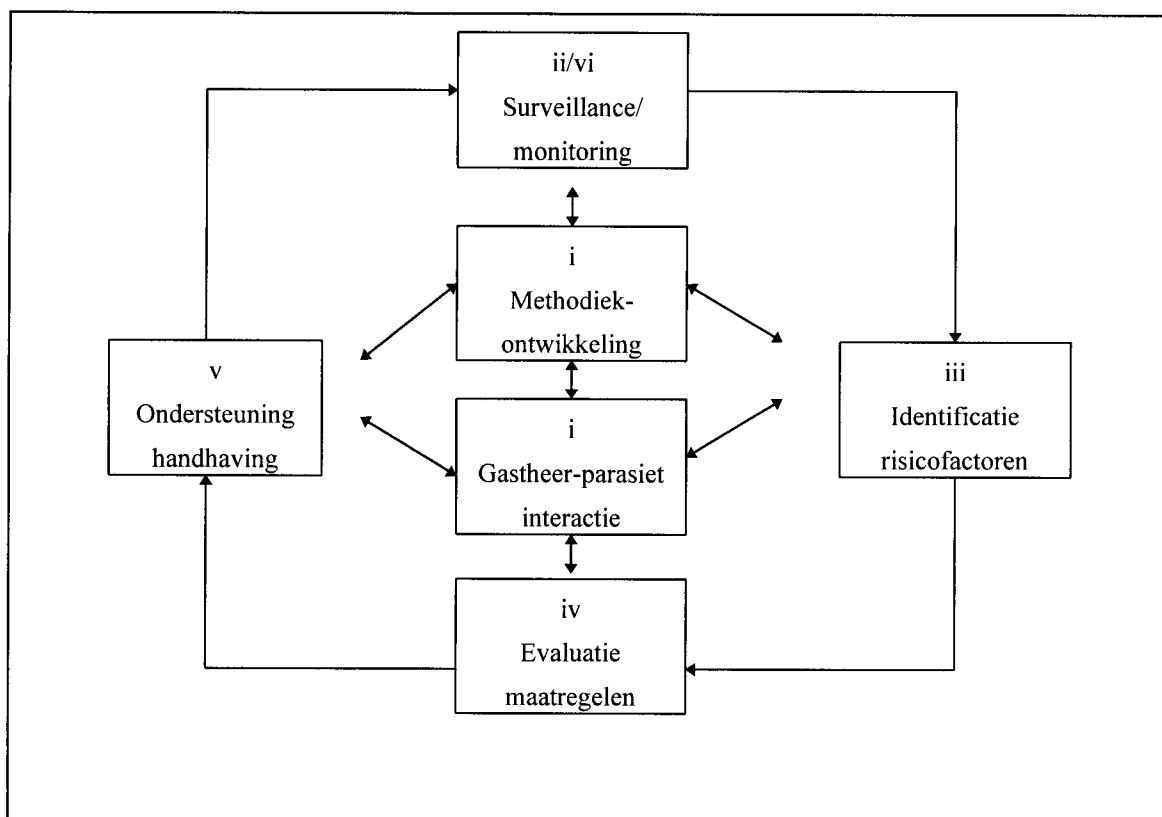 ii/vi
Surveillance/
monitoring
i
Methodiek-
ontwikkeling
v
Ondersteuning
handhaving
iii
Identificatie
risicofactoren
i
Gastheer-parasiet
interactie
iv
Evaluatie
maatregelen